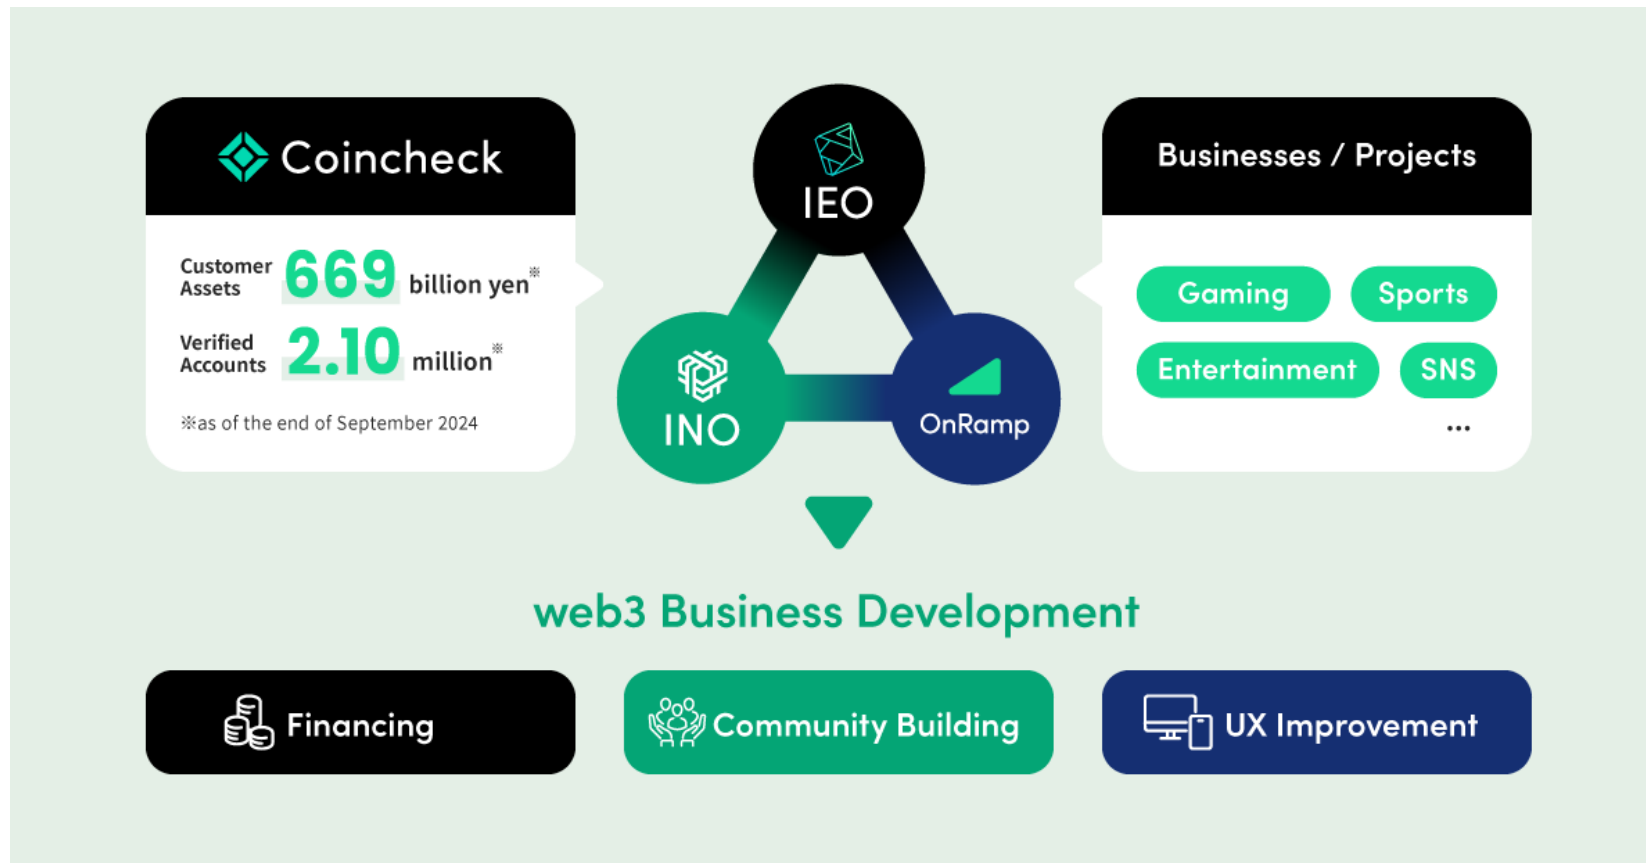 Coincheck
Customer
Assets
669 billion yen※
Verified
Accounts
2.10 million※
※as of the end of September 2024
IEO
INO
OnRamp
Businesses / Projects
Gaming
Sports
Entertainment
SNS
...
web3 Business Development
Financing
Community Building
UX Improvement